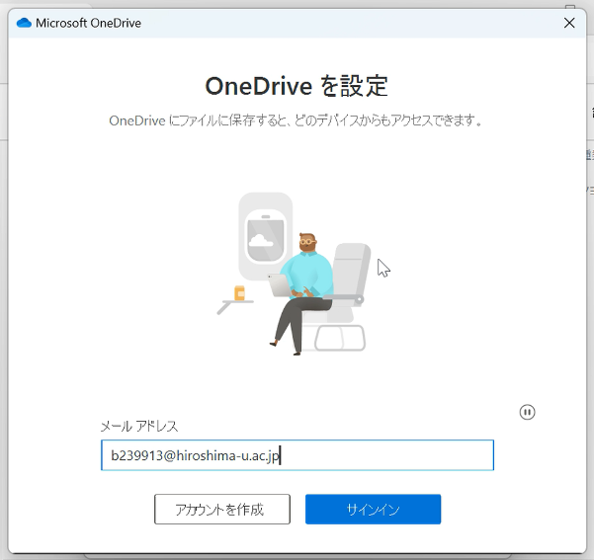 Microsoft OneDrive
OneDrive を設定
OneDrive にファイルに保存すると、どのデバイスからもアクセスできます。
メール アドレス
b239913@hiroshima-u.ac.jp
アカウントを作成
サインイン